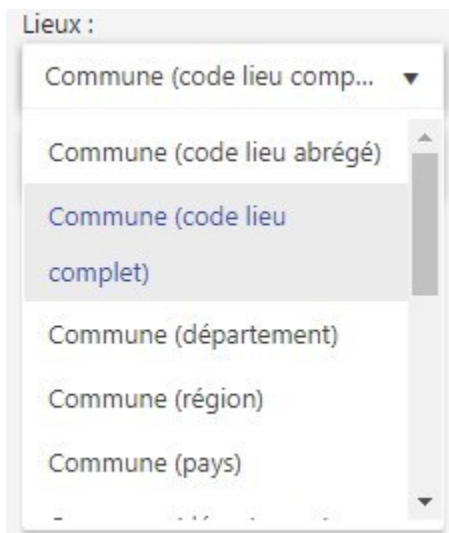 Lieux :
Commune (code lieu comp...
Commune (code lieu abrégé)
Commune (code lieu
complet)
Commune (département)
Commune (région)
Commune (pays)